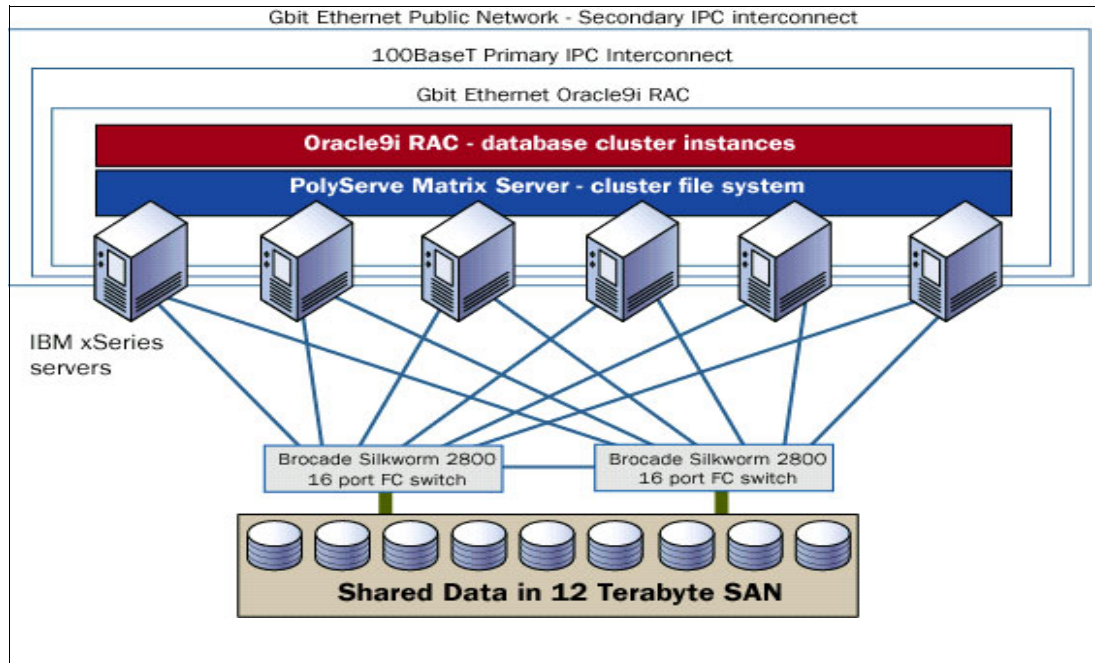 Gbit Ethernet Public Network - Secondary IPC interconnect
100BaseT Primary IPC Interconnect
Gbit Ethernet Oracle9i RAC
Oracle9i RAC - database cluster instances
PolyServe Matrix Server - cluster file system
IBM xSeries
servers
Brocade Silkworm 2800
16 port FC switch
Brocade Silkworm 2800
16 port FC switch
Shared Data in 12 Terabyte SAN